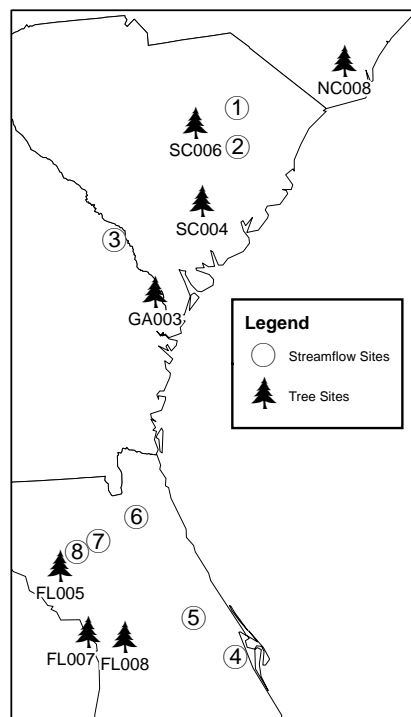 NC008
1
SC006
2
SC004
3
GA003
Legend
Streamflow Sites
Tree Sites
6
7
8
FL005
5
FL007
FL008
4